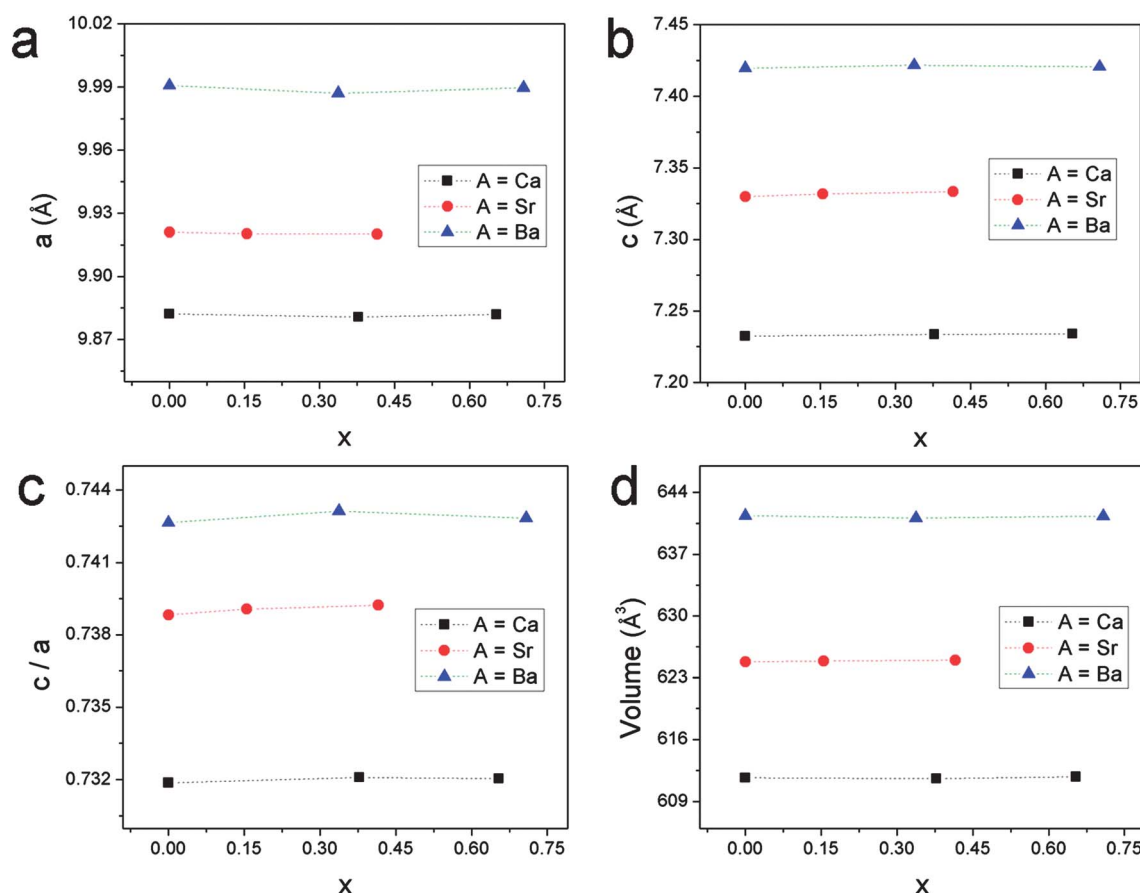 a
10.02
9.99
9.96
9.93
9.90
9.87
a (Å)
0.00 0.15 0.30 0.45 0.60 0.75
x
A = Ca
A = Sr
A = Ba
b
7.45
7.40
7.35
7.30
7.25
7.20
c (Å)
0.00 0.15 0.30 0.45 0.60 0.75
x
A = Ca
A = Sr
A = Ba
c
0.744
0.741
0.738
0.735
0.732
c / a
0.00 0.15 0.30 0.45 0.60 0.75
x
A = Ca
A = Sr
A = Ba
d
644
637
630
623
616
609
Volume (Å³)
0.00 0.15 0.30 0.45 0.60 0.75
x
A = Ca
A = Sr
A = Ba